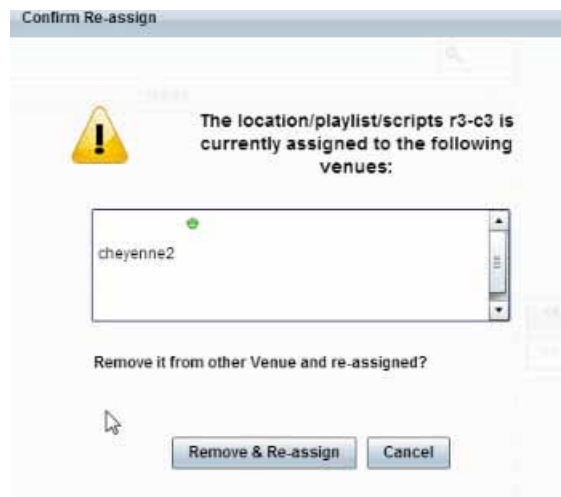 Confirm Re-assign
The location/playlist/scripts r3-c3 is
currently assigned to the following
venues:
cheyenne2
Remove it from other Venue and re-assigned?
Remove & Re-assign
Cancel